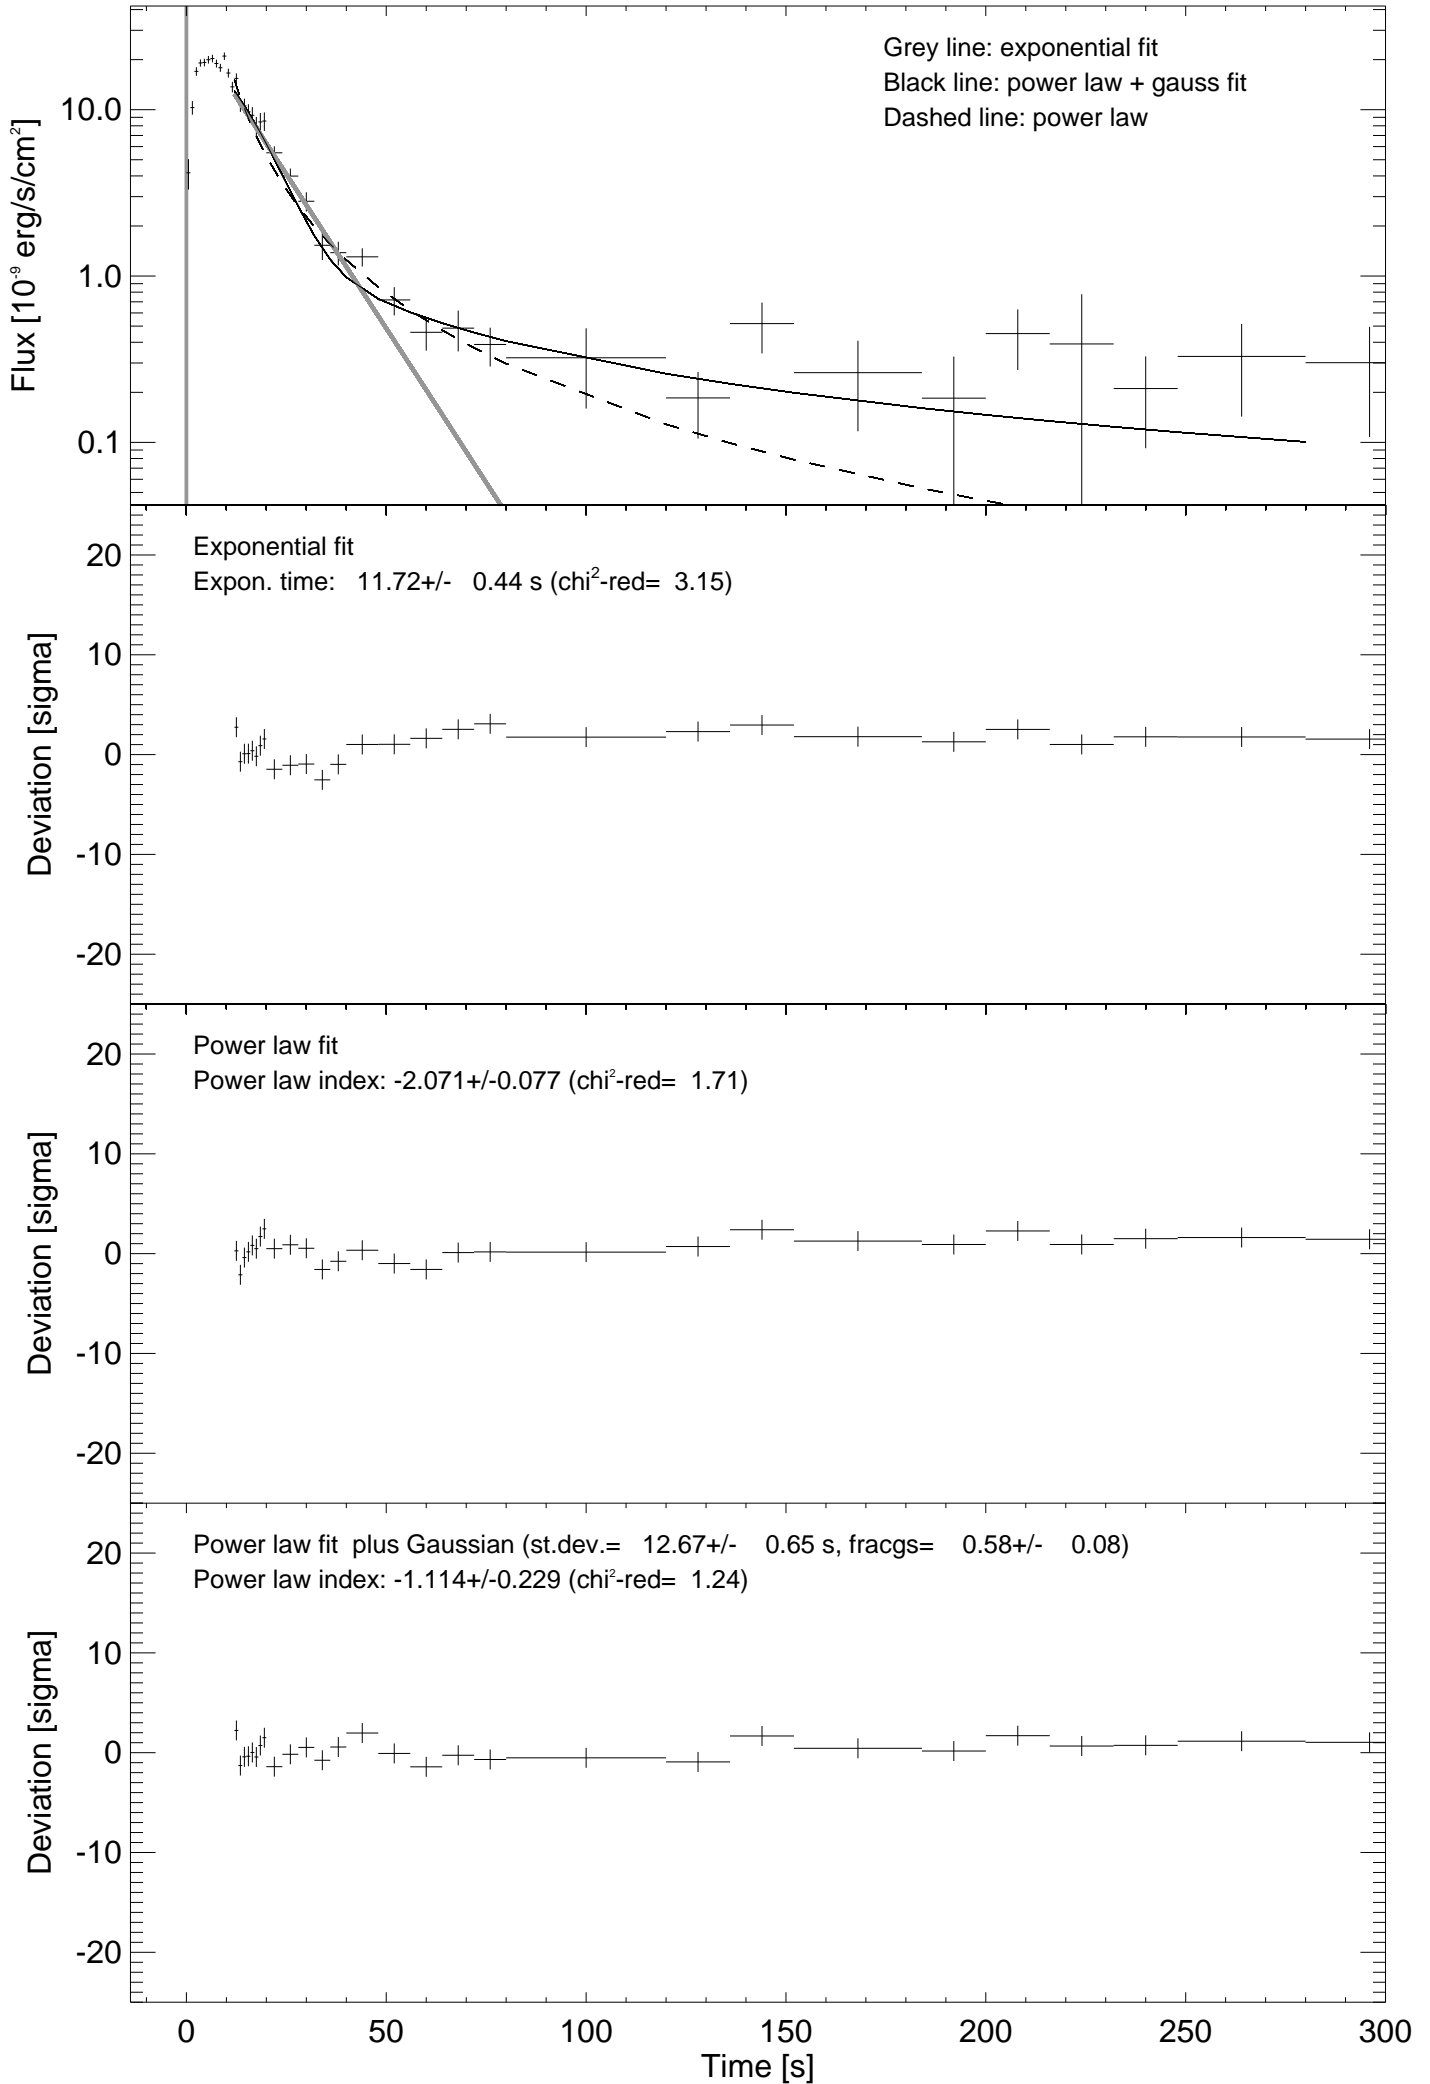 Grey line: exponential fit
Black line: power law + gauss fit
Dashed line: power law
Flux [10⁻⁹ erg/s/cm²]
10.0
1.0
0.1
Exponential fit
Expon. time: 11.72+/- 0.44 s (chi²-red= 3.15)
Deviation [sigma]
20
10
0
-10
-20
Power law fit
Power law index: -2.071+/-0.077 (chi²-red= 1.71)
Deviation [sigma]
20
10
0
-10
-20
Power law fit plus Gaussian (st.dev.= 12.67+/- 0.65 s, fracgs= 0.58+/- 0.08)
Power law index: -1.114+/-0.229 (chi²-red= 1.24)
Deviation [sigma]
20
10
0
-10
-20
0 50 100 150 200 250 300
Time [s]